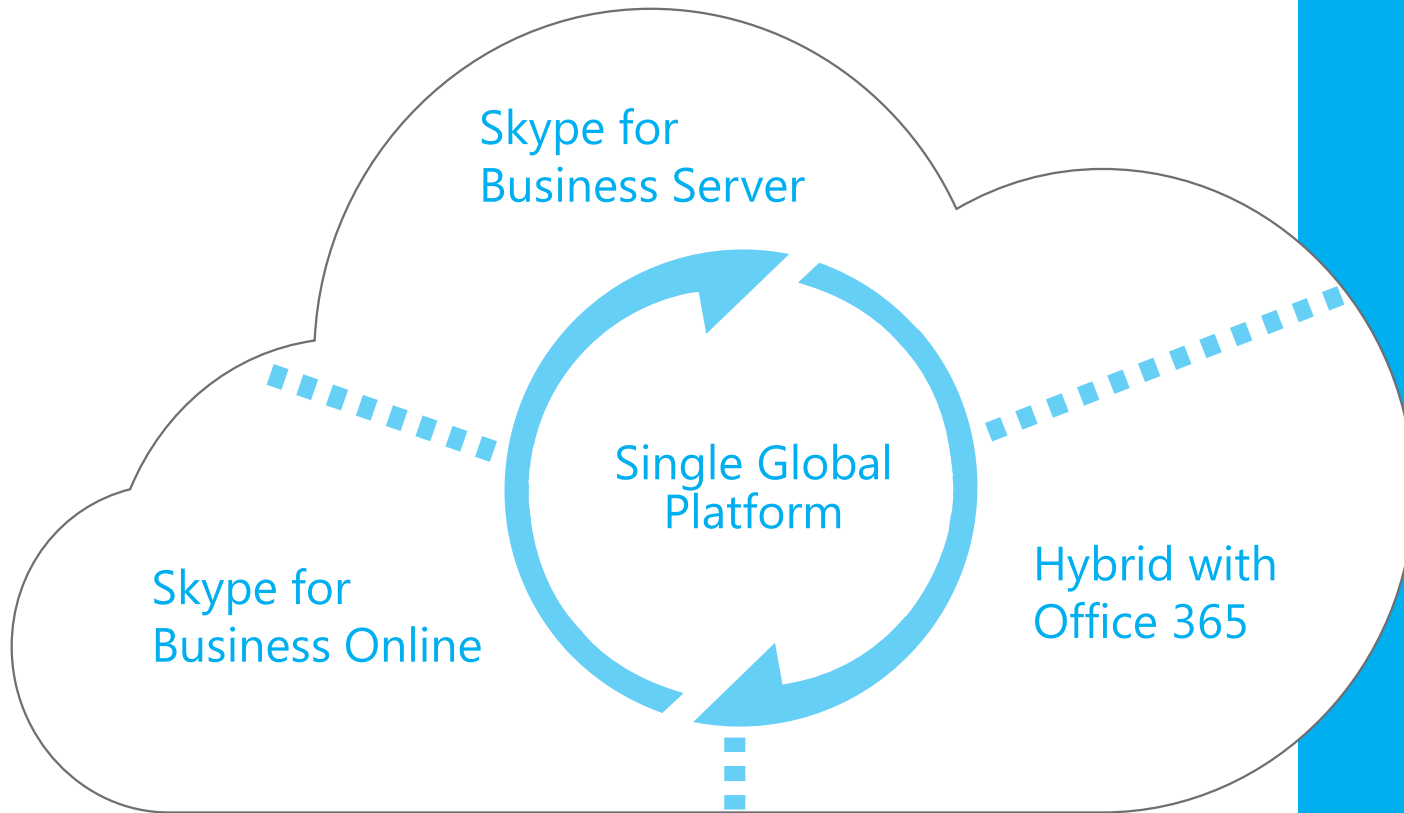 Skype for
Business Server
Single Global
Platform
Skype for
Business Online
Hybrid with
Office 365